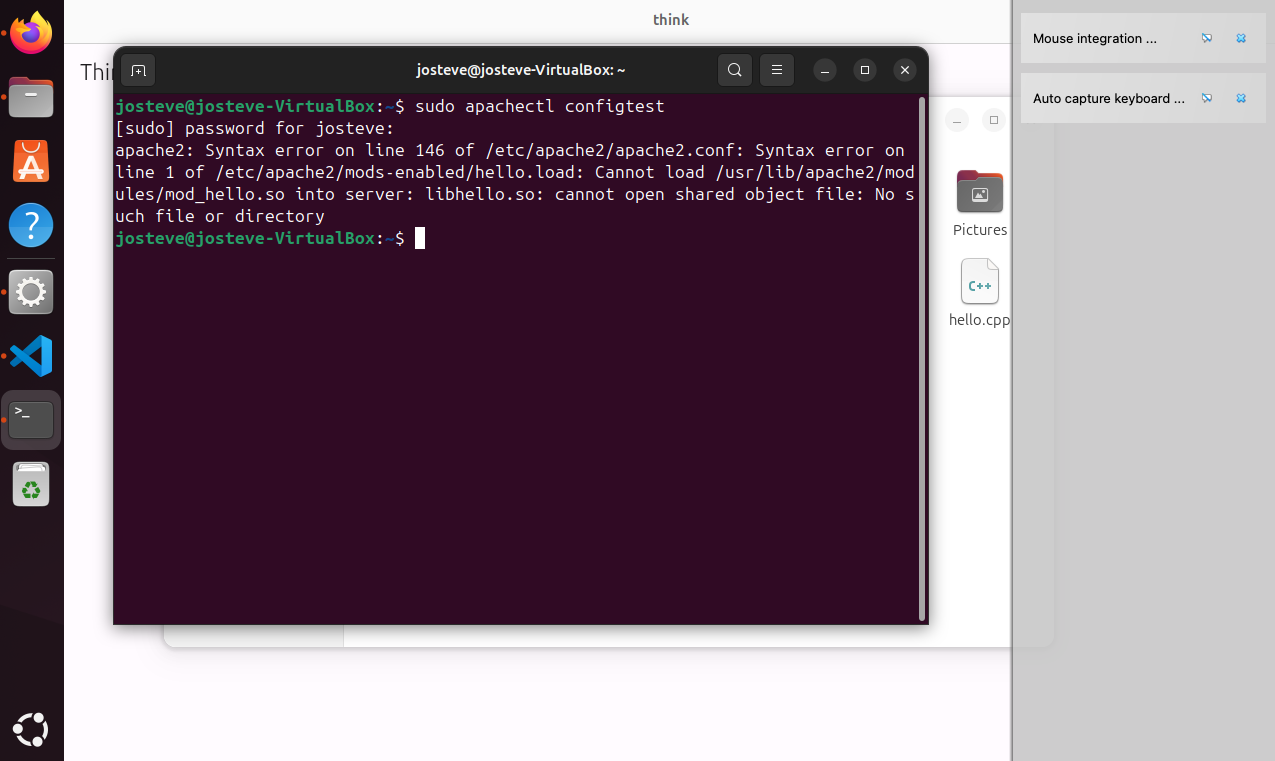 think
Thi
josteve@josteve-VirtualBox: ~
josteve@josteve-VirtualBox:~$ sudo apachectl configtest
[sudo] password for josteve:
apache2: Syntax error on line 146 of /etc/apache2/apache2.conf: Syntax error on
line 1 of /etc/apache2/mods-enabled/hello.load: Cannot load /usr/lib/apache2/mod
ules/mod_hello.so into server: libhello.so: cannot open shared object file: No s
uch file or directory
josteve@josteve-VirtualBox:~$
Pictures
C++
hello.cpp
Mouse integration ...
Auto capture keyboard ...